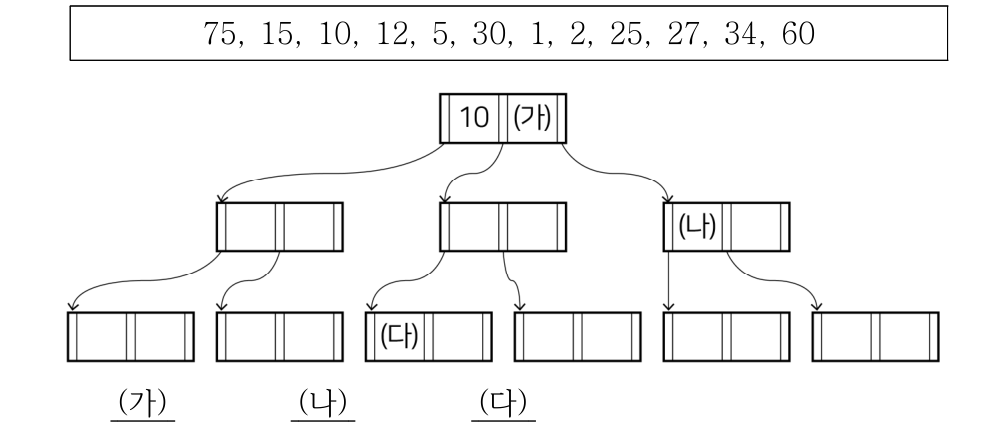 75, 15, 10, 12, 5, 30, 1, 2, 25, 27, 34, 60
10 (가)
(나)
(다)
(가) (나) (다)